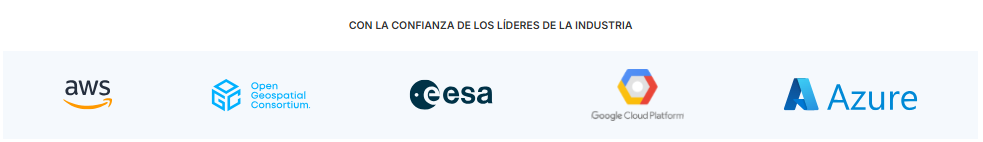 CON LA CONFIANZA DE LOS LÍDERES DE LA INDUSTRIA
aws
Open
Geospatial
Consortium.
esa
Google Cloud Platform
Azure